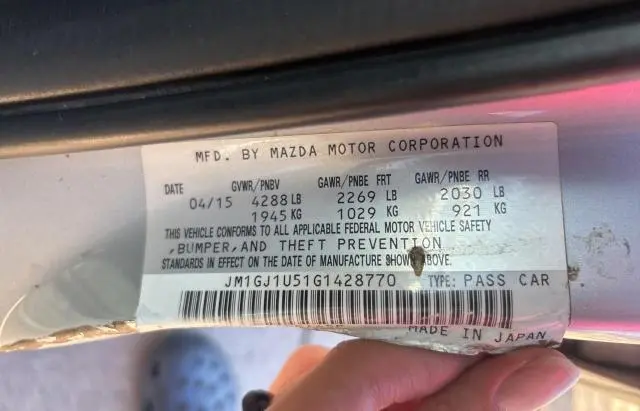 MFD. BY MAZDA MOTOR CORPORATION
DATE GVWR/PNBV GAWR/PNBE FRT GAWR/PNBE RR
04/15 4288 LB 2269 LB 2030 LB
1945 KG 1029 KG 921 KG
THIS VEHICLE CONFORMS TO ALL APPLICABLE FEDERAL MOTOR VEHICLE SAFETY
,BUMPER,AND THEFT PREVENTION
STANDARDS IN EFFECT ON THE DATE OF MANUFACTURE SHOWN ABOVE.
JM1GJ1U51G1428770 TYPE: PASS CAR
MADE IN JAPAN